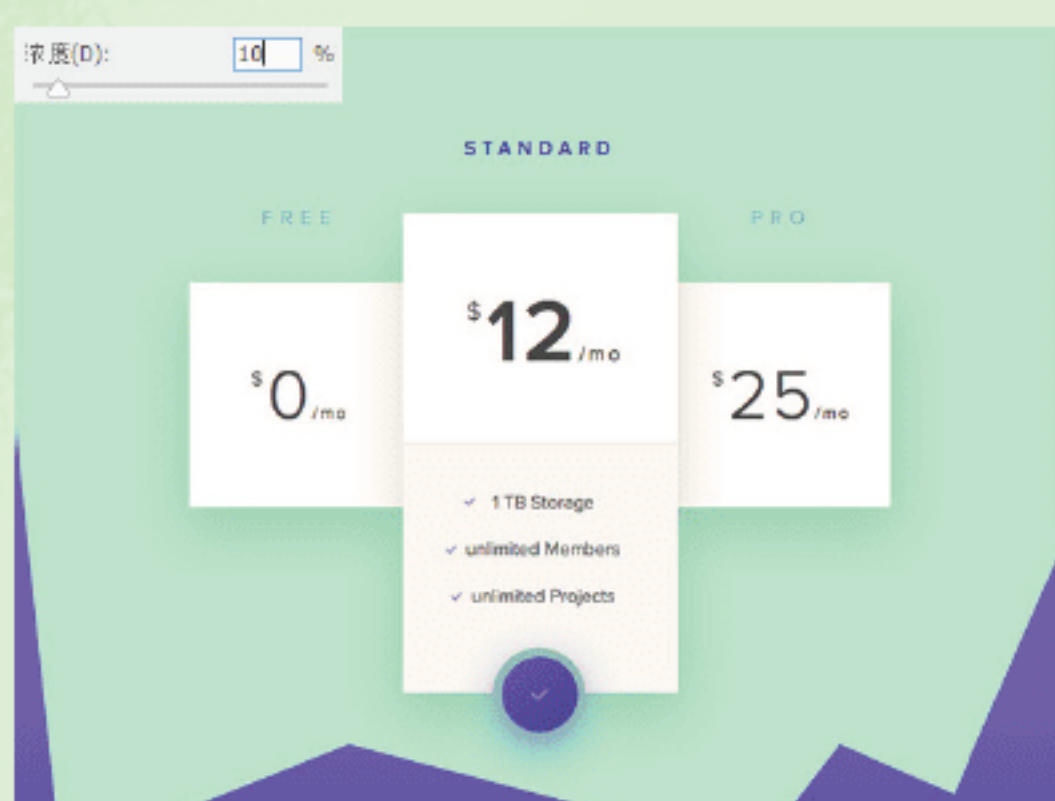 浓度(D): 10 %
STANDARD
FREE
PRO
$12/mo
$0/mo
$25/mo
✓ 1 TB Storage
✓ unlimited Members
✓ unlimited Projects